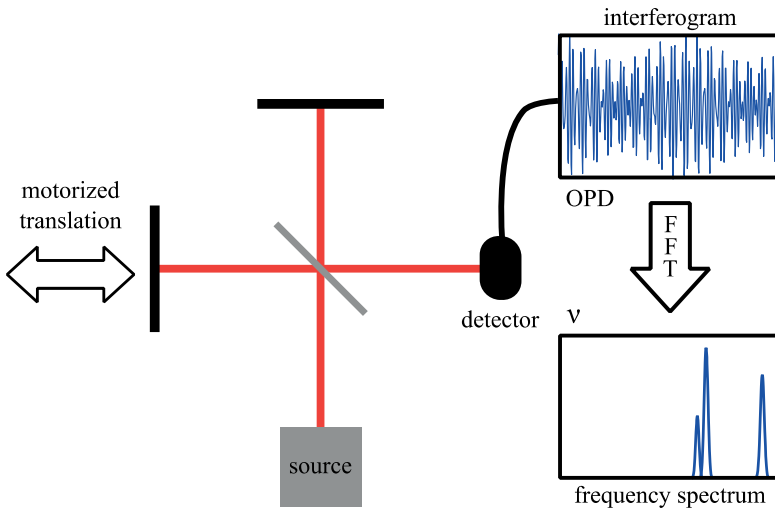 interferogram
motorized
translation
OPD
F
F
T
detector
ν
source
frequency spectrum